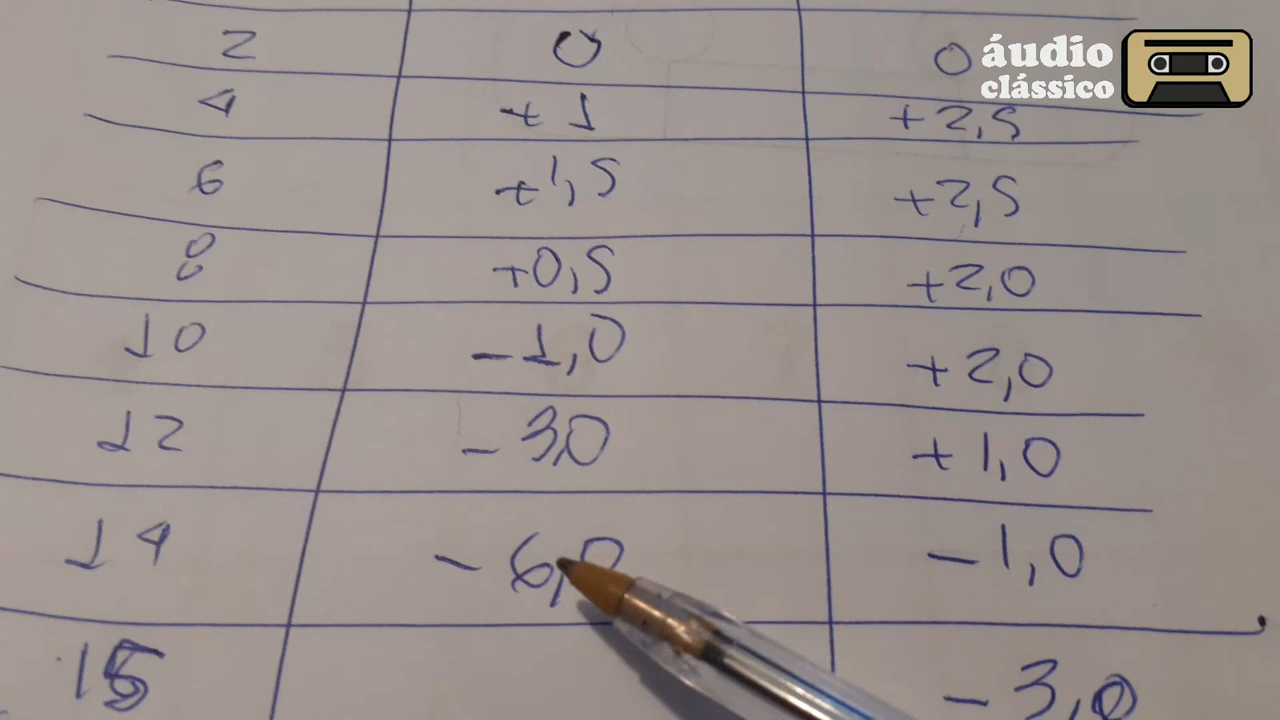 áudio
clássico
2 0 0
4 +1 +2,5
6 +1,5 +2,5
8 +0,5 +2,0
10 -1,0 +2,0
12 -3,0 +1,0
14 -6,0 -1,0
15 -3,0